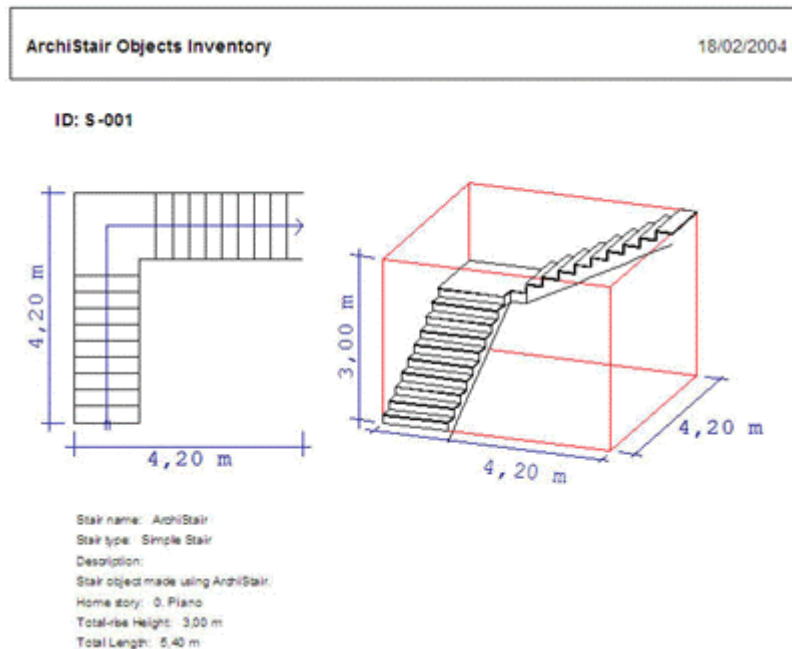 ArchiStair Objects Inventory 18/02/2004
ID: S-001
4,20 m
4,20 m
3,00 m
4,20 m
4,20 m
Stair name: ArchiStair
Stair type: Simple Stair
Description:
Stair object made using ArchiStair.
Home story: 0. Piano
Total-rise Height: 3,00 m
Total Length: 5,40 m